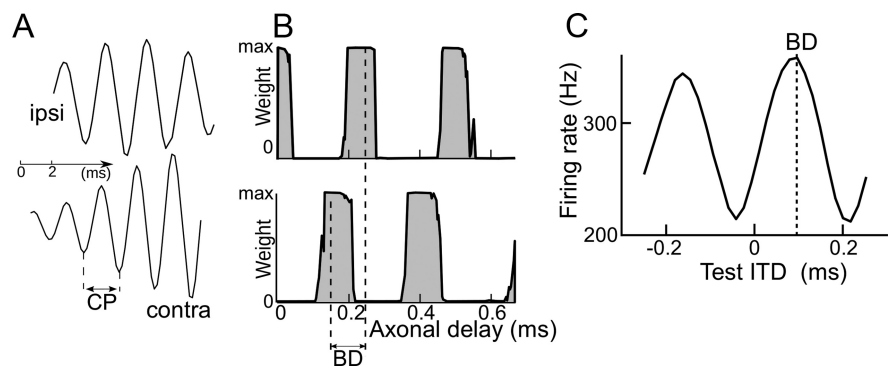 A
ipsi
0 2 (ms)
CP
contra
B
max
Weight
0
max
Weight
0
0 0.2 0.4 0.6
Axonal delay (ms)
BD
C
BD
Firing rate (Hz)
300
200
-0.2 0 0.2
Test ITD (ms)